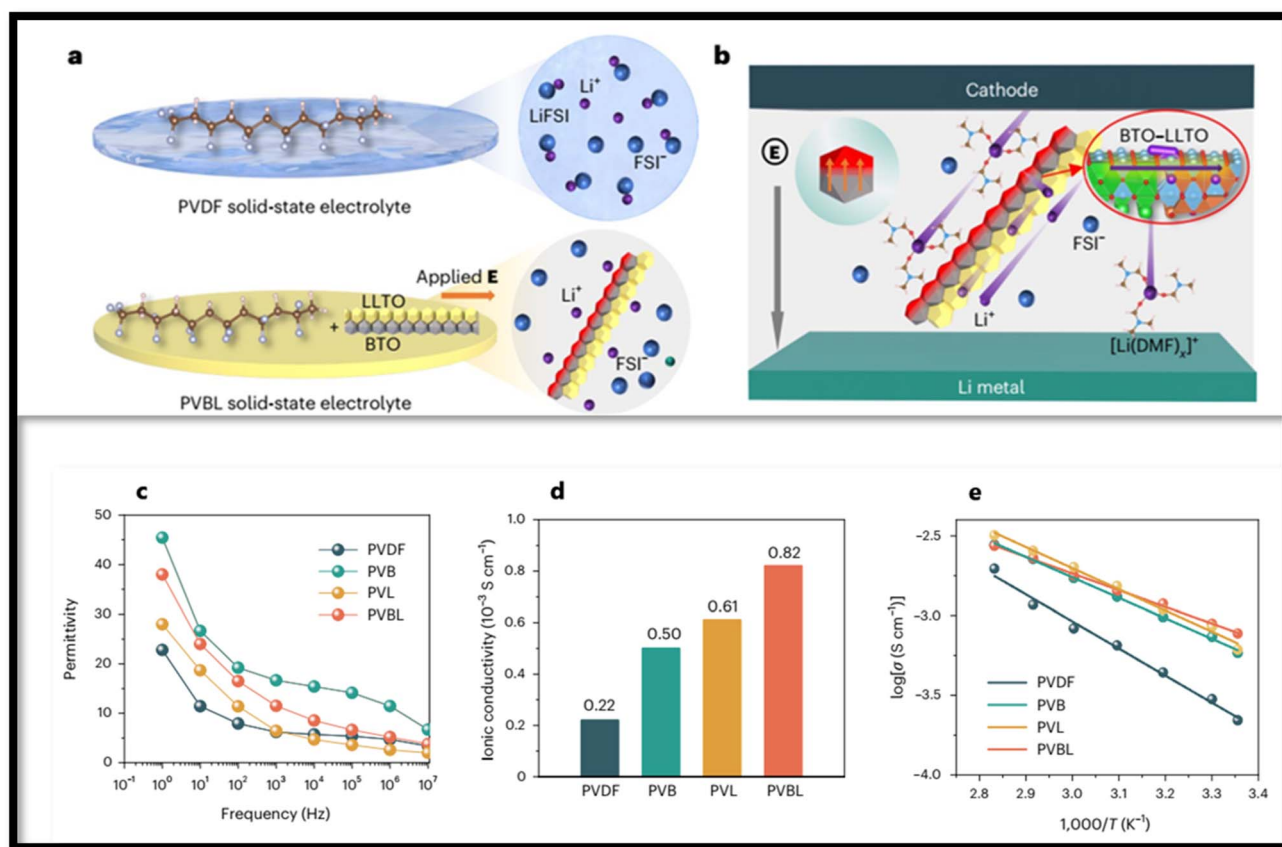 a
Li⁺
LiFSI
FSI⁻
PVDF solid-state electrolyte
Applied E
LLTO
+
BTO
Li⁺
FSI⁻
PVBL solid-state electrolyte
b
Cathode
E
BTO–LLTO
FSI⁻
Li⁺
[Li(DMF)ₓ]⁺
Li metal
c
Permittivity
50
40
30
20
10
0
10⁻¹ 10⁰ 10¹ 10² 10³ 10⁴ 10⁵ 10⁶ 10⁷
Frequency (Hz)
PVDF
PVB
PVL
PVBL
d
Ionic conductivity (10⁻³ S cm⁻¹)
1.0
0.8
0.6
0.4
0.2
0
0.22
0.50
0.61
0.82
PVDF PVB PVL PVBL
e
log[σ (S cm⁻¹)]
−2.5
−3.0
−3.5
−4.0
PVDF
PVB
PVL
PVBL
2.8 2.9 3.0 3.1 3.2 3.3 3.4
1,000/T (K⁻¹)